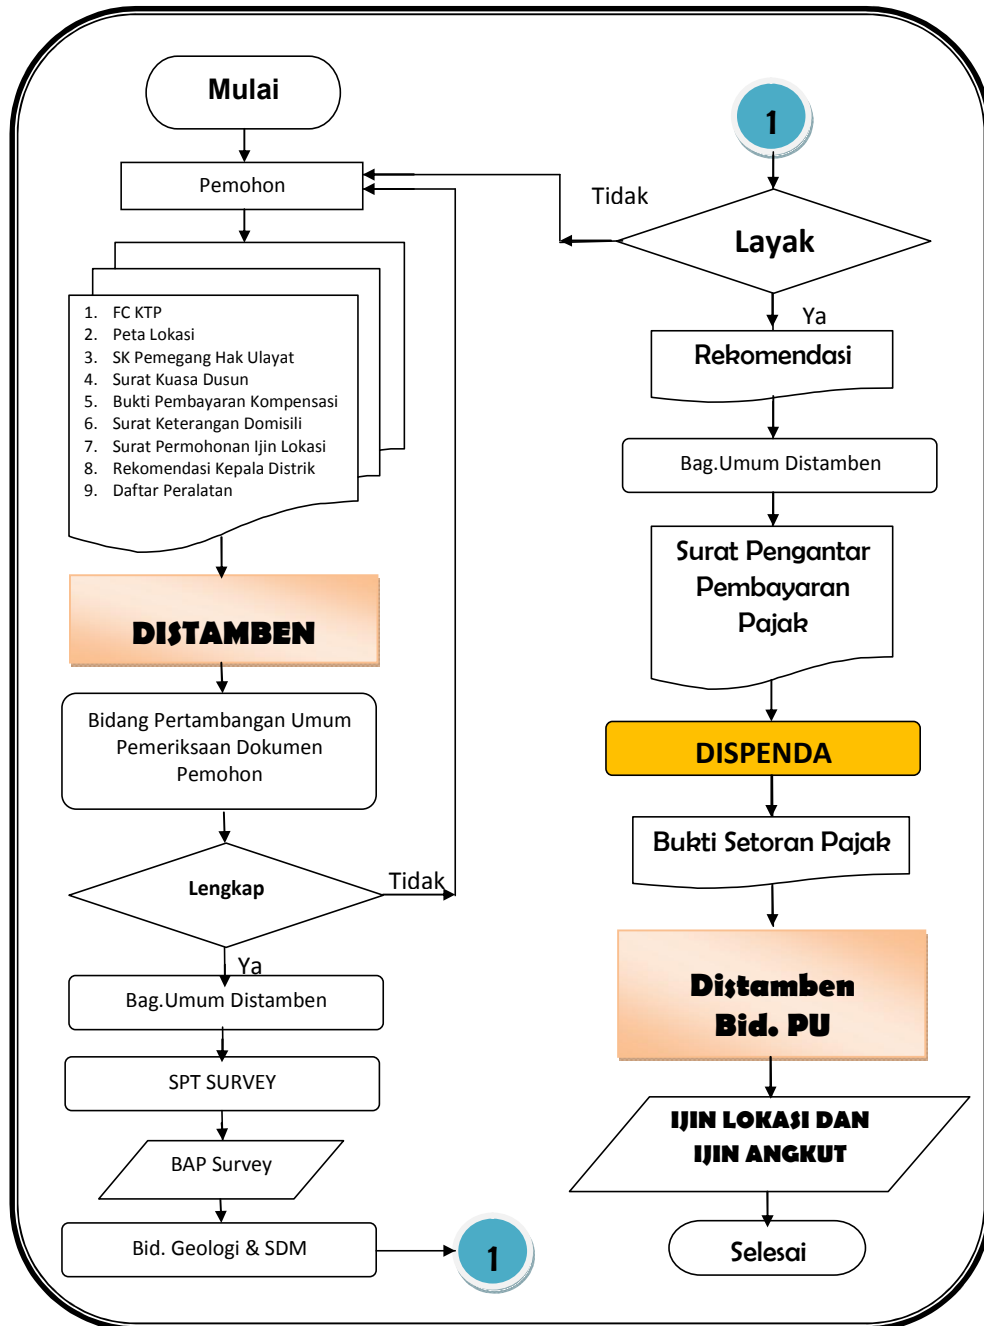 Mulai
Pemohon
1. FC KTP
2. Peta Lokasi
3. SK Pemegang Hak Ulayat
4. Surat Kuasa Dusun
5. Bukti Pembayaran Kompensasi
6. Surat Keterangan Domisili
7. Surat Permohonan Ijin Lokasi
8. Rekomendasi Kepala Distrik
9. Daftar Peralatan
DISTAMBEN
Bidang Pertambangan Umum
Pemeriksaan Dokumen
Pemohon
Lengkap
Tidak
Ya
Bag.Umum Distamben
SPT SURVEY
BAP Survey
Bid. Geologi & SDM
1
1
Tidak
Layak
Ya
Rekomendasi
Bag.Umum Distamben
Surat Pengantar
Pembayaran
Pajak
DISPENDA
Bukti Setoran Pajak
Distamben
Bid. PU
IJIN LOKASI DAN
IJIN ANGKUT
Selesai